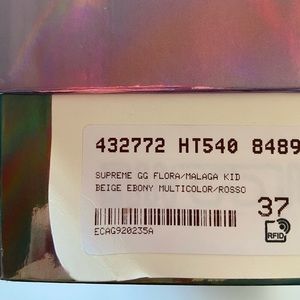 432772 HT540 8489
SUPREME GG FLORA/MALAGA KID
BEIGE EBONY MULTICOLOR/ROSSO
37
ECAG920235A
RFID